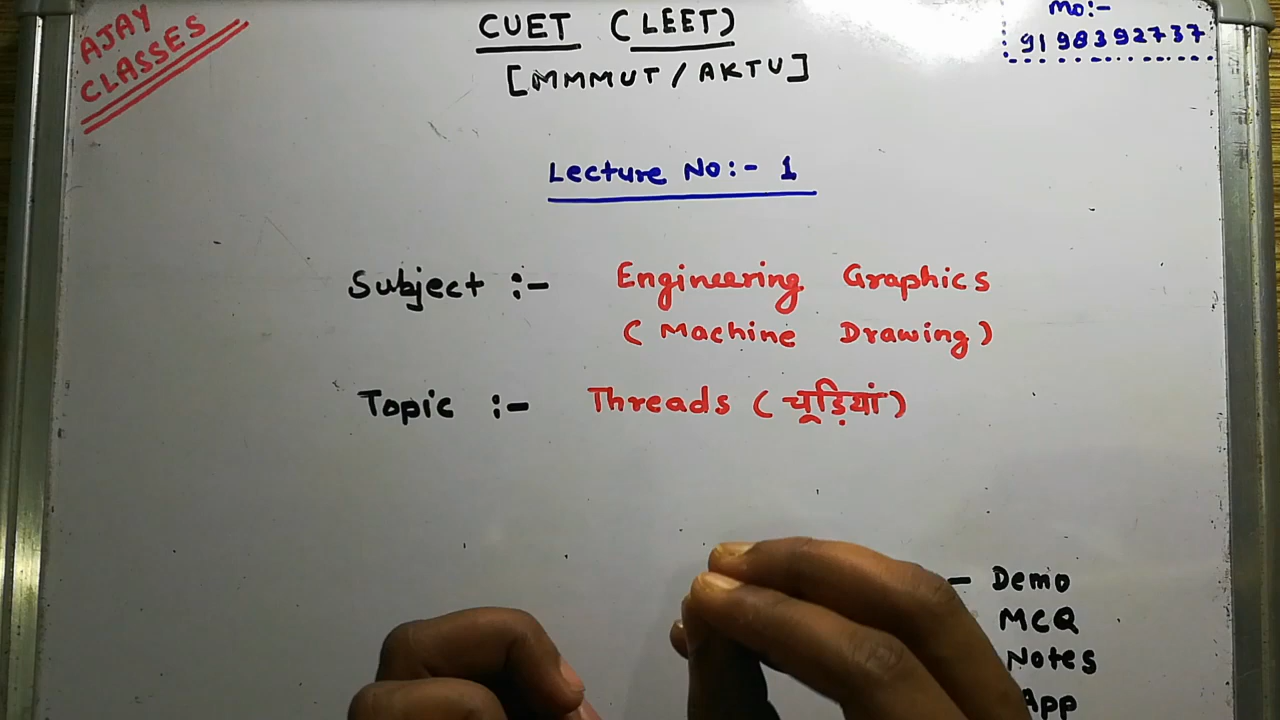 AJAY
CLASSES
CUET (LEET)
[MMMUT/AKTU]
Mo:-
9198392737
Lecture No:- 1
Subject :- Engineering Graphics
(Machine Drawing)
Topic :- Threads (चूड़ियां)
- Demo
MCQ
Notes
App